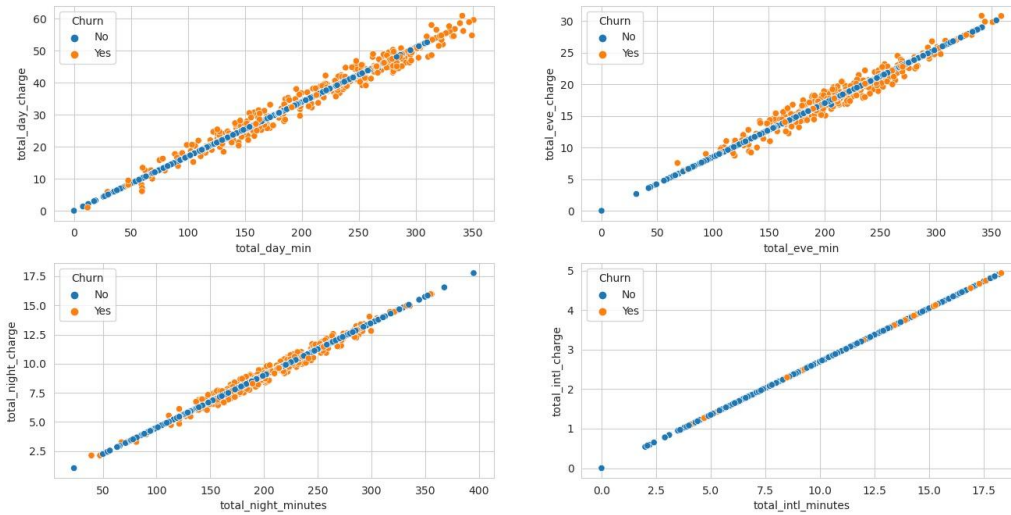 Churn
No
Yes
60
50
40
30
20
10
0
total_day_charge
0 50 100 150 200 250 300 350
total_day_min
Churn
No
Yes
30
25
20
15
10
5
0
total_eve_charge
0 50 100 150 200 250 300 350
total_eve_min
Churn
No
Yes
17.5
15.0
12.5
10.0
7.5
5.0
2.5
total_night_charge
50 100 150 200 250 300 350 400
total_night_minutes
Churn
No
Yes
5
4
3
2
1
0
total_intl_charge
0.0 2.5 5.0 7.5 10.0 12.5 15.0 17.5
total_intl_minutes